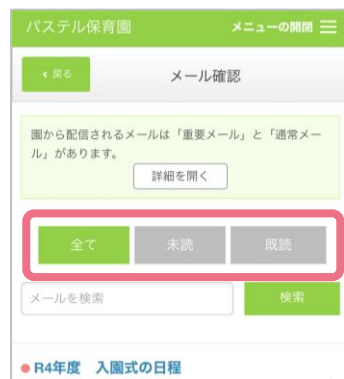 パステル保育園 メニューの開閉
戻る メール確認
園から配信されるメールは「重要メール」と「通常メー
ル」があります。
詳細を開く
全て 未読 既読
メールを検索 検索
R4年度 入園式の日程